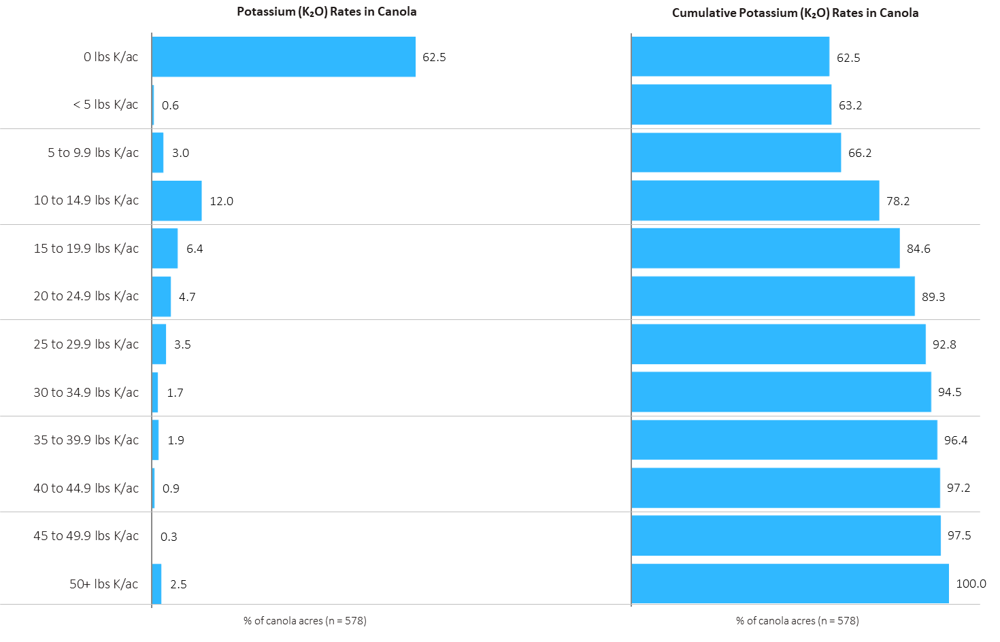 Potassium (K₂O) Rates in Canola
Cumulative Potassium (K₂O) Rates in Canola
0 lbs K/ac 62.5 62.5
< 5 lbs K/ac 0.6 63.2
5 to 9.9 lbs K/ac 3.0 66.2
10 to 14.9 lbs K/ac 12.0 78.2
15 to 19.9 lbs K/ac 6.4 84.6
20 to 24.9 lbs K/ac 4.7 89.3
25 to 29.9 lbs K/ac 3.5 92.8
30 to 34.9 lbs K/ac 1.7 94.5
35 to 39.9 lbs K/ac 1.9 96.4
40 to 44.9 lbs K/ac 0.9 97.2
45 to 49.9 lbs K/ac 0.3 97.5
50+ lbs K/ac 2.5 100.0
% of canola acres (n = 578)
% of canola acres (n = 578)